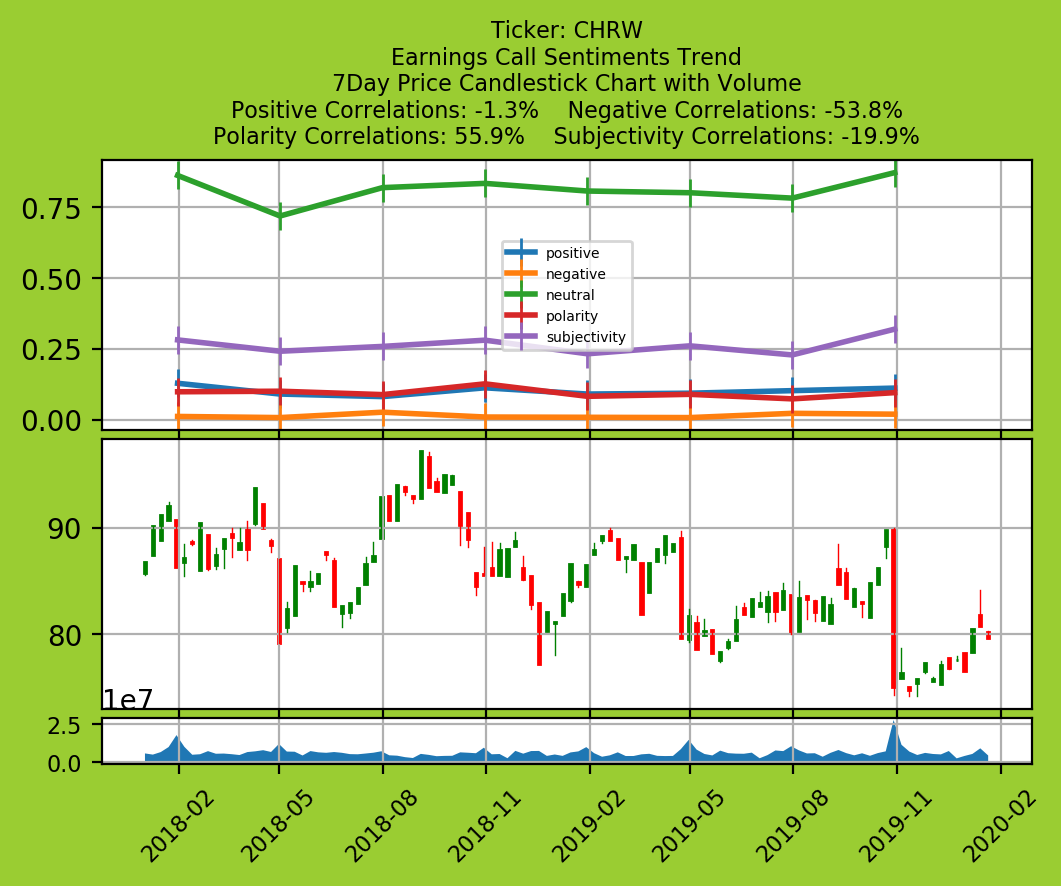 Ticker: CHRW
Earnings Call Sentiments Trend
7Day Price Candlestick Chart with Volume
Positive Correlations: -1.3%    Negative Correlations: -53.8%
Polarity Correlations: 55.9%    Subjectivity Correlations: -19.9%
0.75
0.50
0.25
0.00
positive
negative
neutral
polarity
subjectivity
90
80
1e7
2.5
0.0
2018-02
2018-05
2018-08
2018-11
2019-02
2019-05
2019-08
2019-11
2020-02